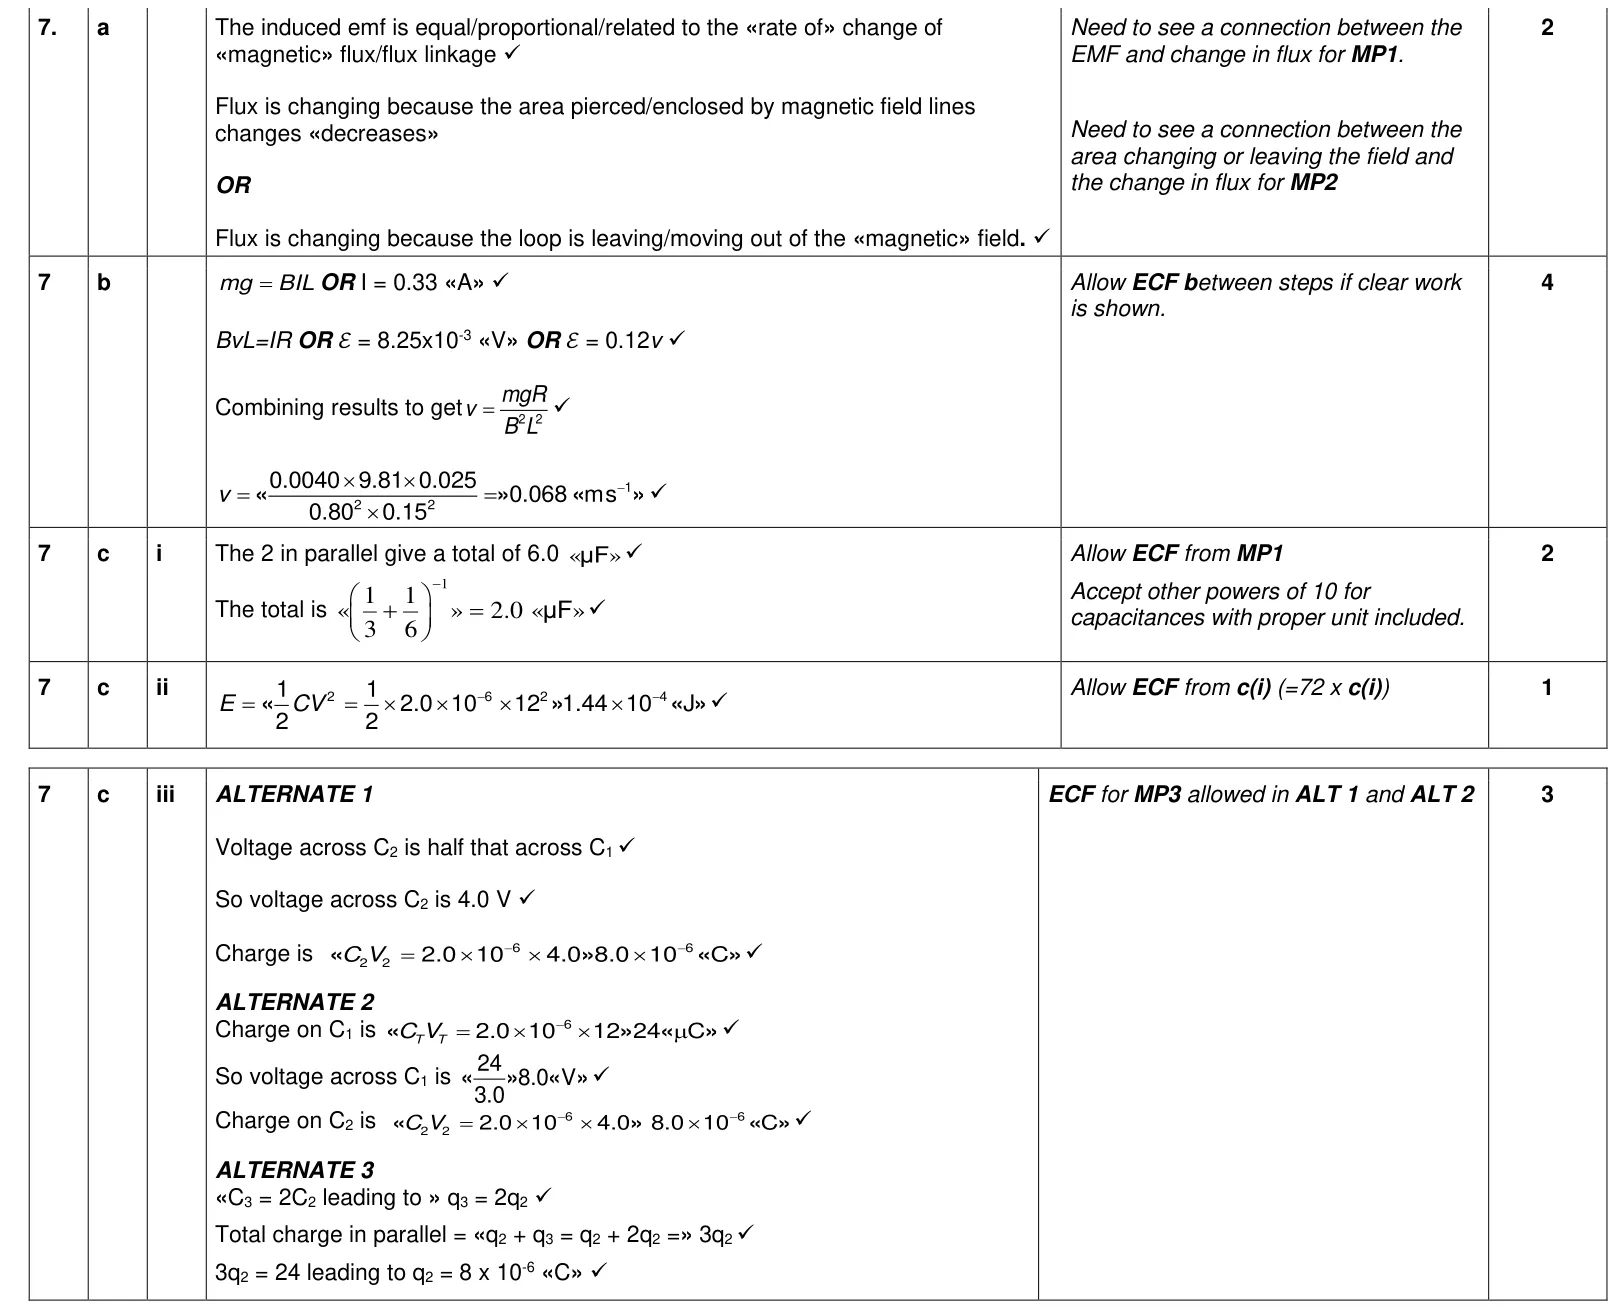 7. a The induced emf is equal/proportional/related to the «rate of» change of Need to see a connection between the 2
«magnetic» flux/flux linkage ✓ EMF and change in flux for MP1.
Flux is changing because the area pierced/enclosed by magnetic field lines
changes «decreases»
Need to see a connection between the
area changing or leaving the field and
the change in flux for MP2
OR
Flux is changing because the loop is leaving/moving out of the «magnetic» field. ✓
7 b mg = BIL OR I = 0.33 «A» ✓ Allow ECF between steps if clear work 4
is shown.
BvL=IR OR ℰ = 8.25x10⁻³ «V» OR ℰ = 0.12v ✓
Combining results to get v = mgR / B²L² ✓
v = « 0.0040 × 9.81 × 0.025 / 0.80² × 0.15² =» 0.068 «ms⁻¹» ✓
7 c i The 2 in parallel give a total of 6.0 «µF» ✓ Allow ECF from MP1 2
The total is «(1/3 + 1/6)⁻¹» = 2.0 «µF» ✓
Accept other powers of 10 for
capacitances with proper unit included.
7 c ii E = «1/2 CV² = 1/2 × 2.0 × 10⁻⁶ × 12²» 1.44 × 10⁻⁴ «J» ✓ Allow ECF from c(i) (=72 x c(i)) 1
7 c iii ALTERNATE 1 ECF for MP3 allowed in ALT 1 and ALT 2 3
Voltage across C₂ is half that across C₁ ✓
So voltage across C₂ is 4.0 V ✓
Charge is «C₂V₂ = 2.0 × 10⁻⁶ × 4.0» 8.0 × 10⁻⁶ «C» ✓
ALTERNATE 2
Charge on C₁ is «C_T V_T = 2.0 × 10⁻⁶ × 12» 24 «µC» ✓
So voltage across C₁ is «24/3.0» 8.0 «V» ✓
Charge on C₂ is «C₂V₂ = 2.0 × 10⁻⁶ × 4.0» 8.0 × 10⁻⁶ «C» ✓
ALTERNATE 3
«C₃ = 2C₂ leading to » q₃ = 2q₂ ✓
Total charge in parallel = «q₂ + q₃ = q₂ + 2q₂ =» 3q₂ ✓
3q₂ = 24 leading to q₂ = 8 x 10⁻⁶ «C» ✓